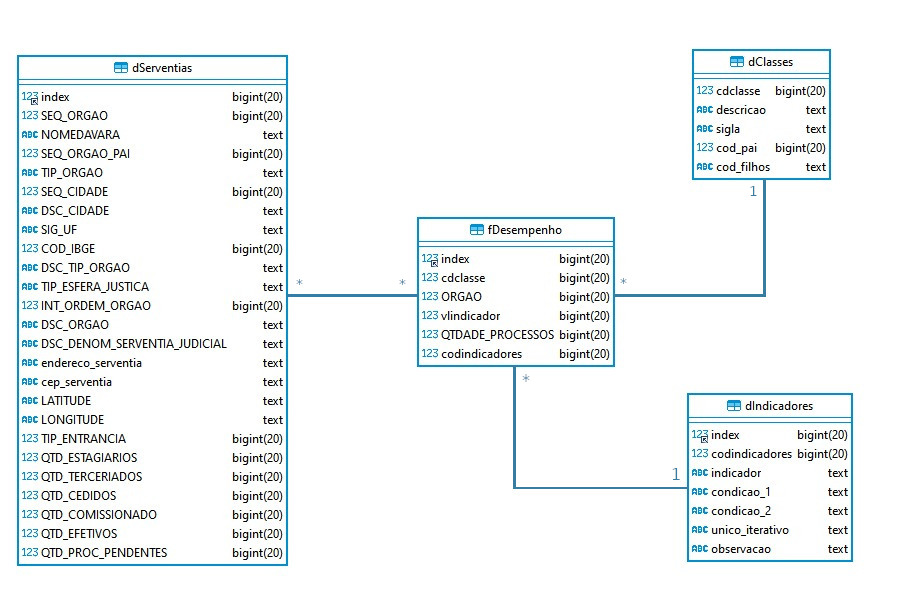 dServentias
123 index bigint(20)
123 SEQ_ORGAO bigint(20)
ABC NOMEDAVARA text
123 SEQ_ORGAO_PAI bigint(20)
ABC TIP_ORGAO text
123 SEQ_CIDADE bigint(20)
ABC DSC_CIDADE text
ABC SIG_UF text
123 COD_IBGE bigint(20)
ABC DSC_TIP_ORGAO text
ABC TIP_ESFERA_JUSTICA text
123 INT_ORDEM_ORGAO bigint(20)
ABC DSC_ORGAO text
ABC DSC_DENOM_SERVENTIA_JUDICIAL text
ABC endereco_serventia text
ABC cep_serventia text
ABC LATITUDE text
ABC LONGITUDE text
123 TIP_ENTRANCIA bigint(20)
123 QTD_ESTAGIARIOS bigint(20)
123 QTD_TERCERIADOS bigint(20)
123 QTD_CEDIDOS bigint(20)
123 QTD_COMISSIONADO bigint(20)
123 QTD_EFETIVOS bigint(20)
123 QTD_PROC_PENDENTES bigint(20)
* *
fDesempenho
123 index bigint(20)
123 cdclasse bigint(20)
123 ORGAO bigint(20)
123 vlindicador bigint(20)
123 QTDADE_PROCESSOS bigint(20)
123 codindicadores bigint(20)
*
*
dClasses
123 cdclasse bigint(20)
ABC descricao text
ABC sigla text
123 cod_pai bigint(20)
ABC cod_filhos text
1
dIndicadores
123 index bigint(20)
123 codindicadores bigint(20)
ABC indicador text
ABC condicao_1 text
ABC condicao_2 text
ABC unico_iterativo text
ABC observacao text
1